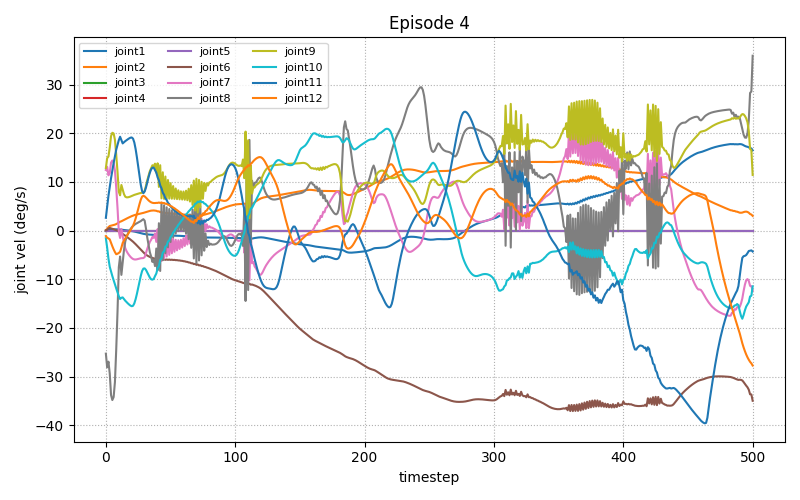 Episode 4
joint1
joint2
joint3
joint4
joint5
joint6
joint7
joint8
joint9
joint10
joint11
joint12
joint vel (deg/s)
30
20
10
0
−10
−20
−30
−40
0 100 200 300 400 500
timestep